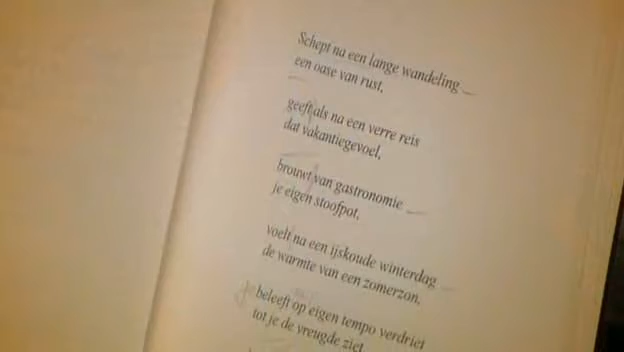 Schept na een lange wandeling
een oase van rust,
geeft als na een verre reis
dat vakantiegevoel,
brouwt van gastronomie
je eigen stoofpot,
voelt na een ijskoude winterdag
de warmte van een zomerzon.
beleeft op eigen tempo verdriet
tot je de vreugde ziet